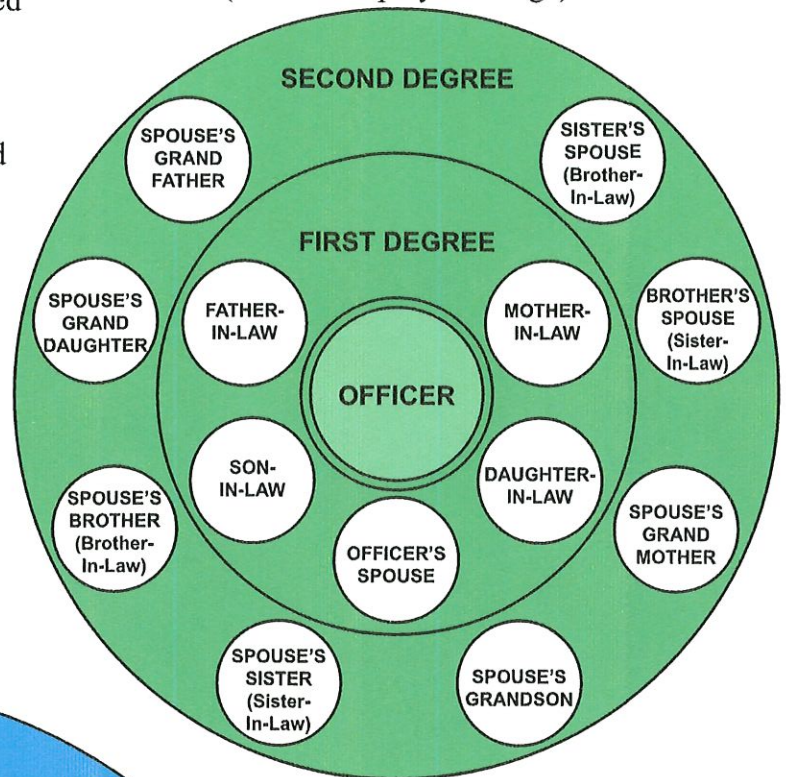 SECOND DEGREE
SPOUSE'S
GRAND
FATHER
SISTER'S
SPOUSE
(Brother-
In-Law)
FIRST DEGREE
SPOUSE'S
GRAND
DAUGHTER
FATHER-
IN-LAW
MOTHER-
IN-LAW
BROTHER'S
SPOUSE
(Sister-
In-Law)
OFFICER
SON-
IN-LAW
DAUGHTER-
IN-LAW
SPOUSE'S
BROTHER
(Brother-
In-Law)
OFFICER'S
SPOUSE
SPOUSE'S
GRAND
MOTHER
SPOUSE'S
SISTER
(Sister-
In-Law)
SPOUSE'S
GRANDSON